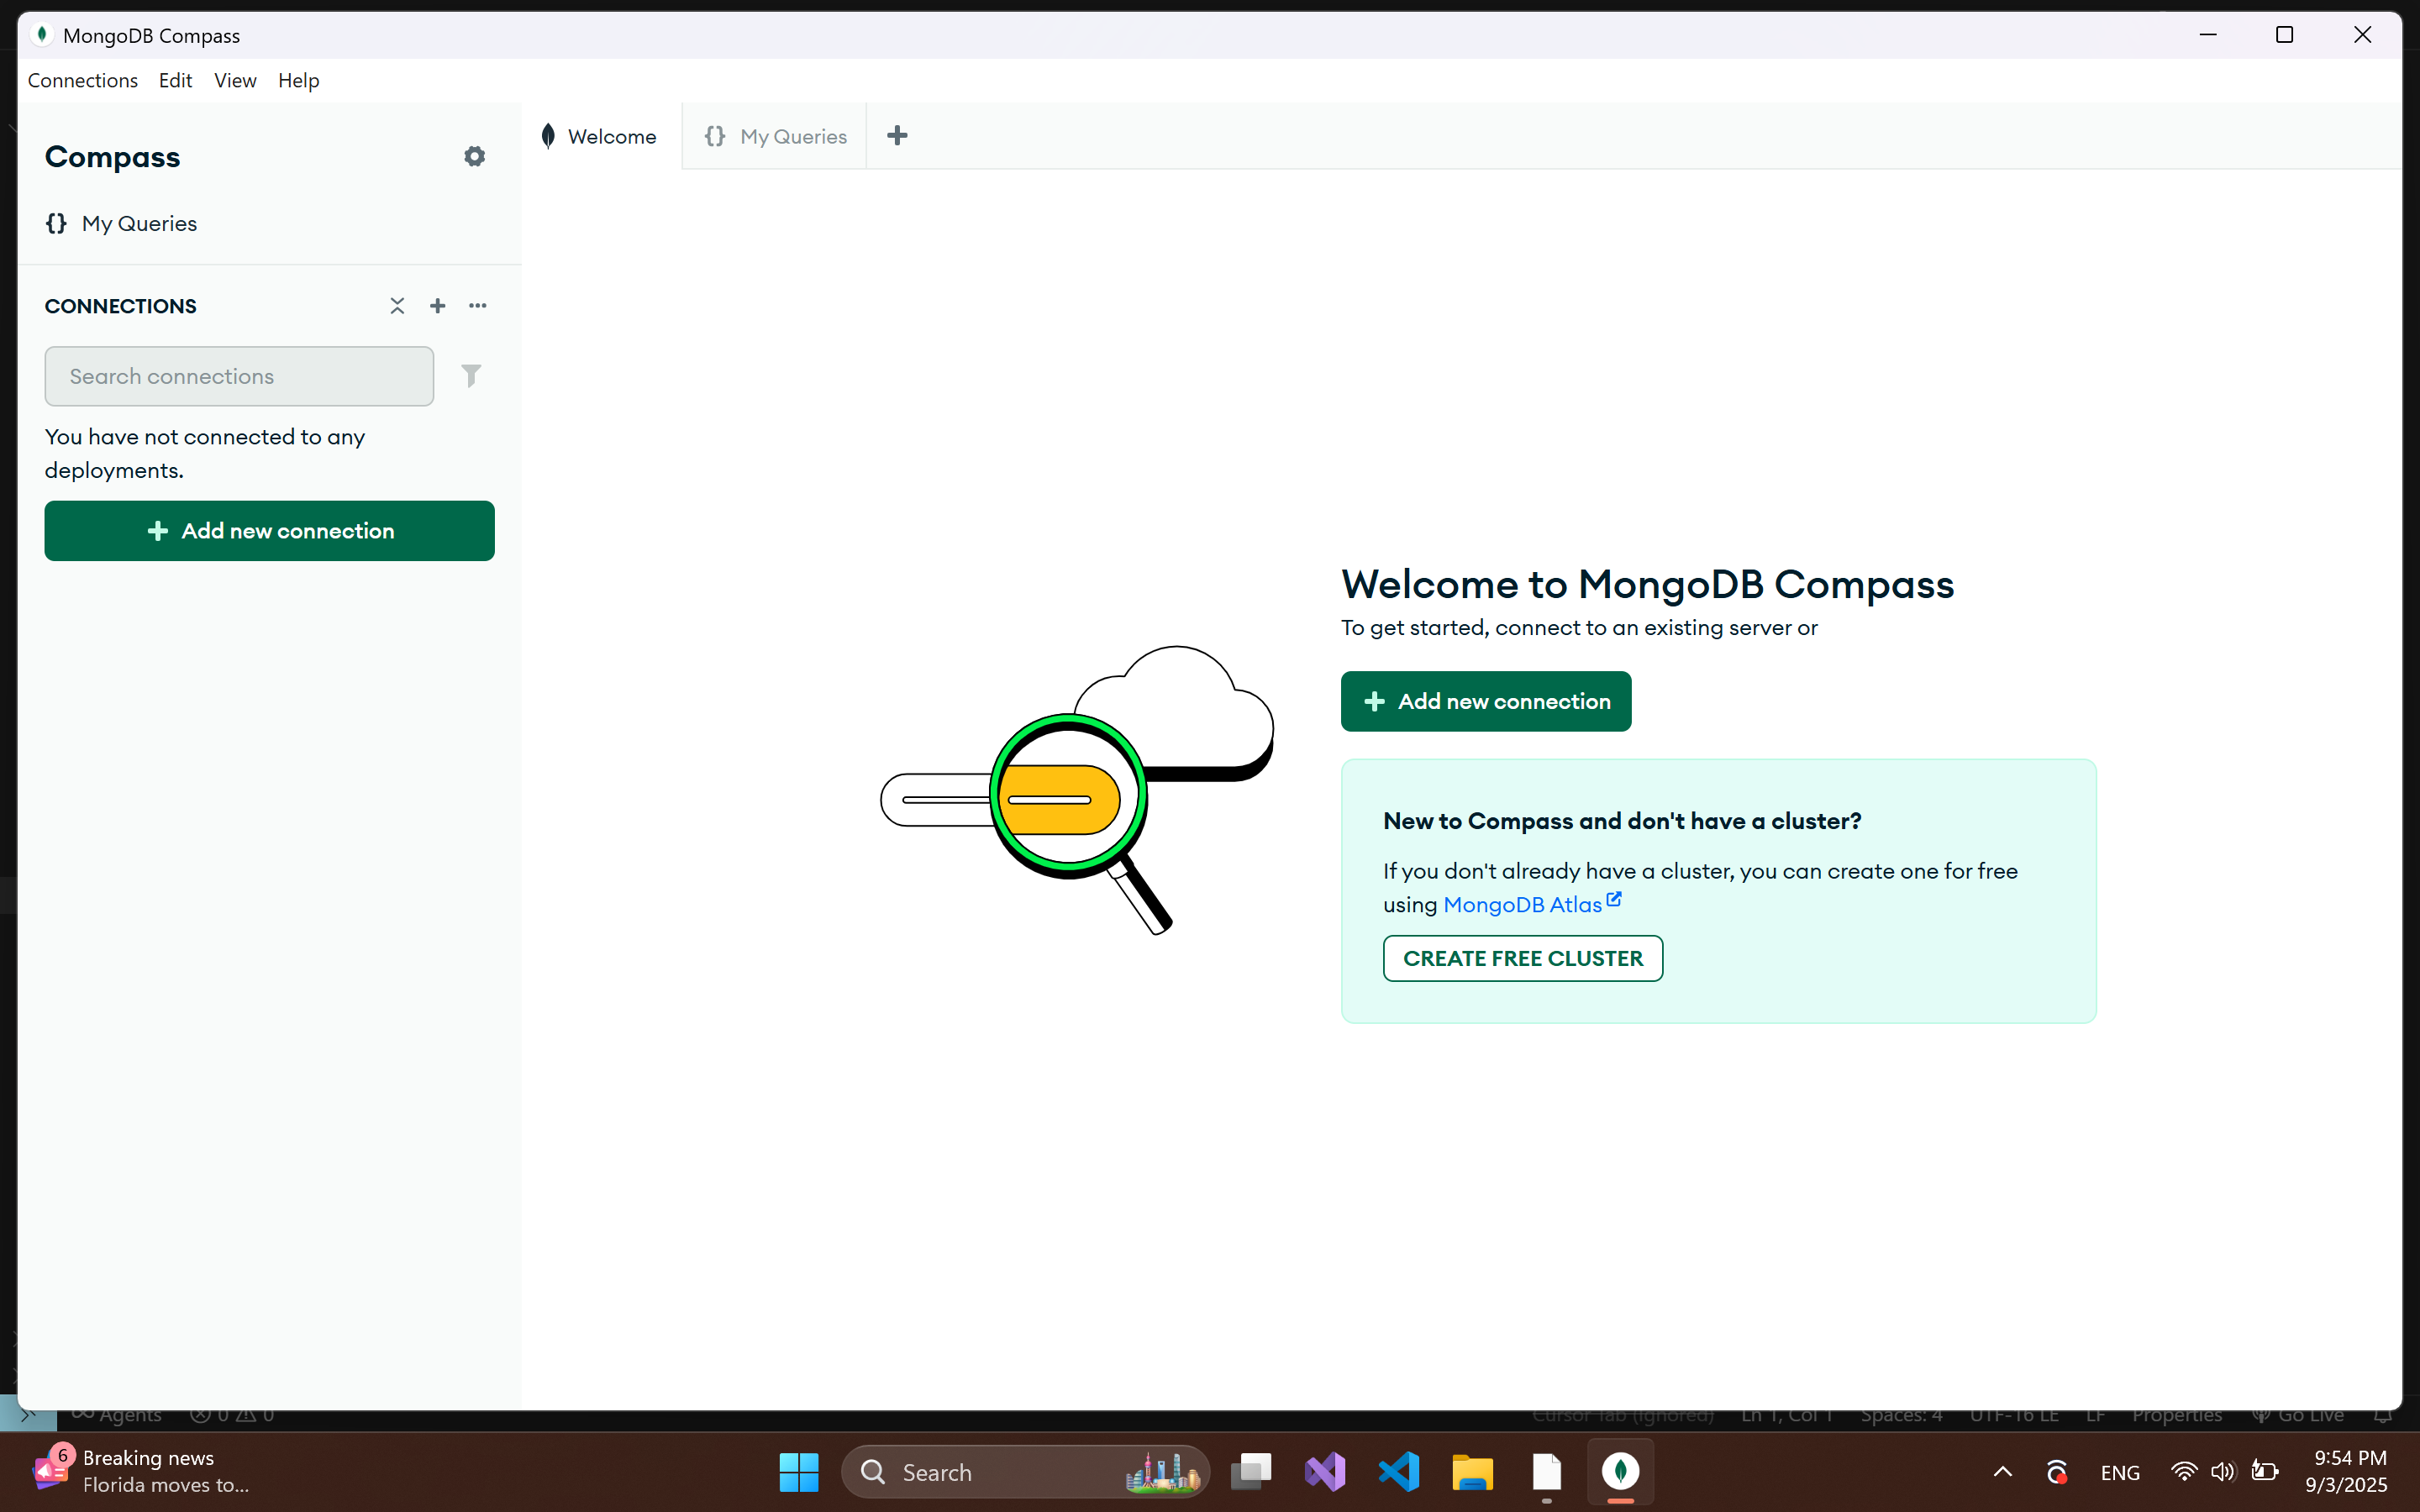 MongoDB Compass
Connections Edit View Help
Compass
My Queries
CONNECTIONS
Search connections
You have not connected to any
deployments.
Add new connection
Welcome
My Queries
Welcome to MongoDB Compass
To get started, connect to an existing server or
Add new connection
New to Compass and don't have a cluster?
If you don't already have a cluster, you can create one for free
using MongoDB Atlas
CREATE FREE CLUSTER
Agents 0 0
Cursor Tab (Ignored) Ln 1, Col 1 Spaces: 4 UTF-16 LE LF Properties Go Live
6
Breaking news
Florida moves to...
Search
ENG
9:54 PM
9/3/2025